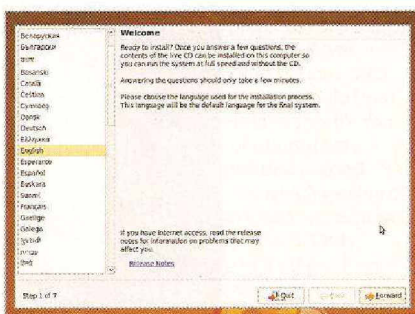 Беларуская
Български
বাংলা
Bosanski
Català
Čeština
Cymraeg
Dansk
Deutsch
Ελληνικά
English
Esperanto
Español
Euskara
Suomi
Français
Gaeilge
Galego
ગુજરાતી
עברית
हिन्दी
Welcome
Ready to install? Once you answer a few questions, the
contents of the live CD can be installed on this computer so
you can run the system at full speed and without the CD.
Answering the questions should only take a few minutes.
Please choose the language used for the installation process.
This language will be the default language for the final system.
If you have Internet access, read the release
notes for information on problems that may
affect you.
Release Notes
Step 1 of 7
Quit
Back
Forward